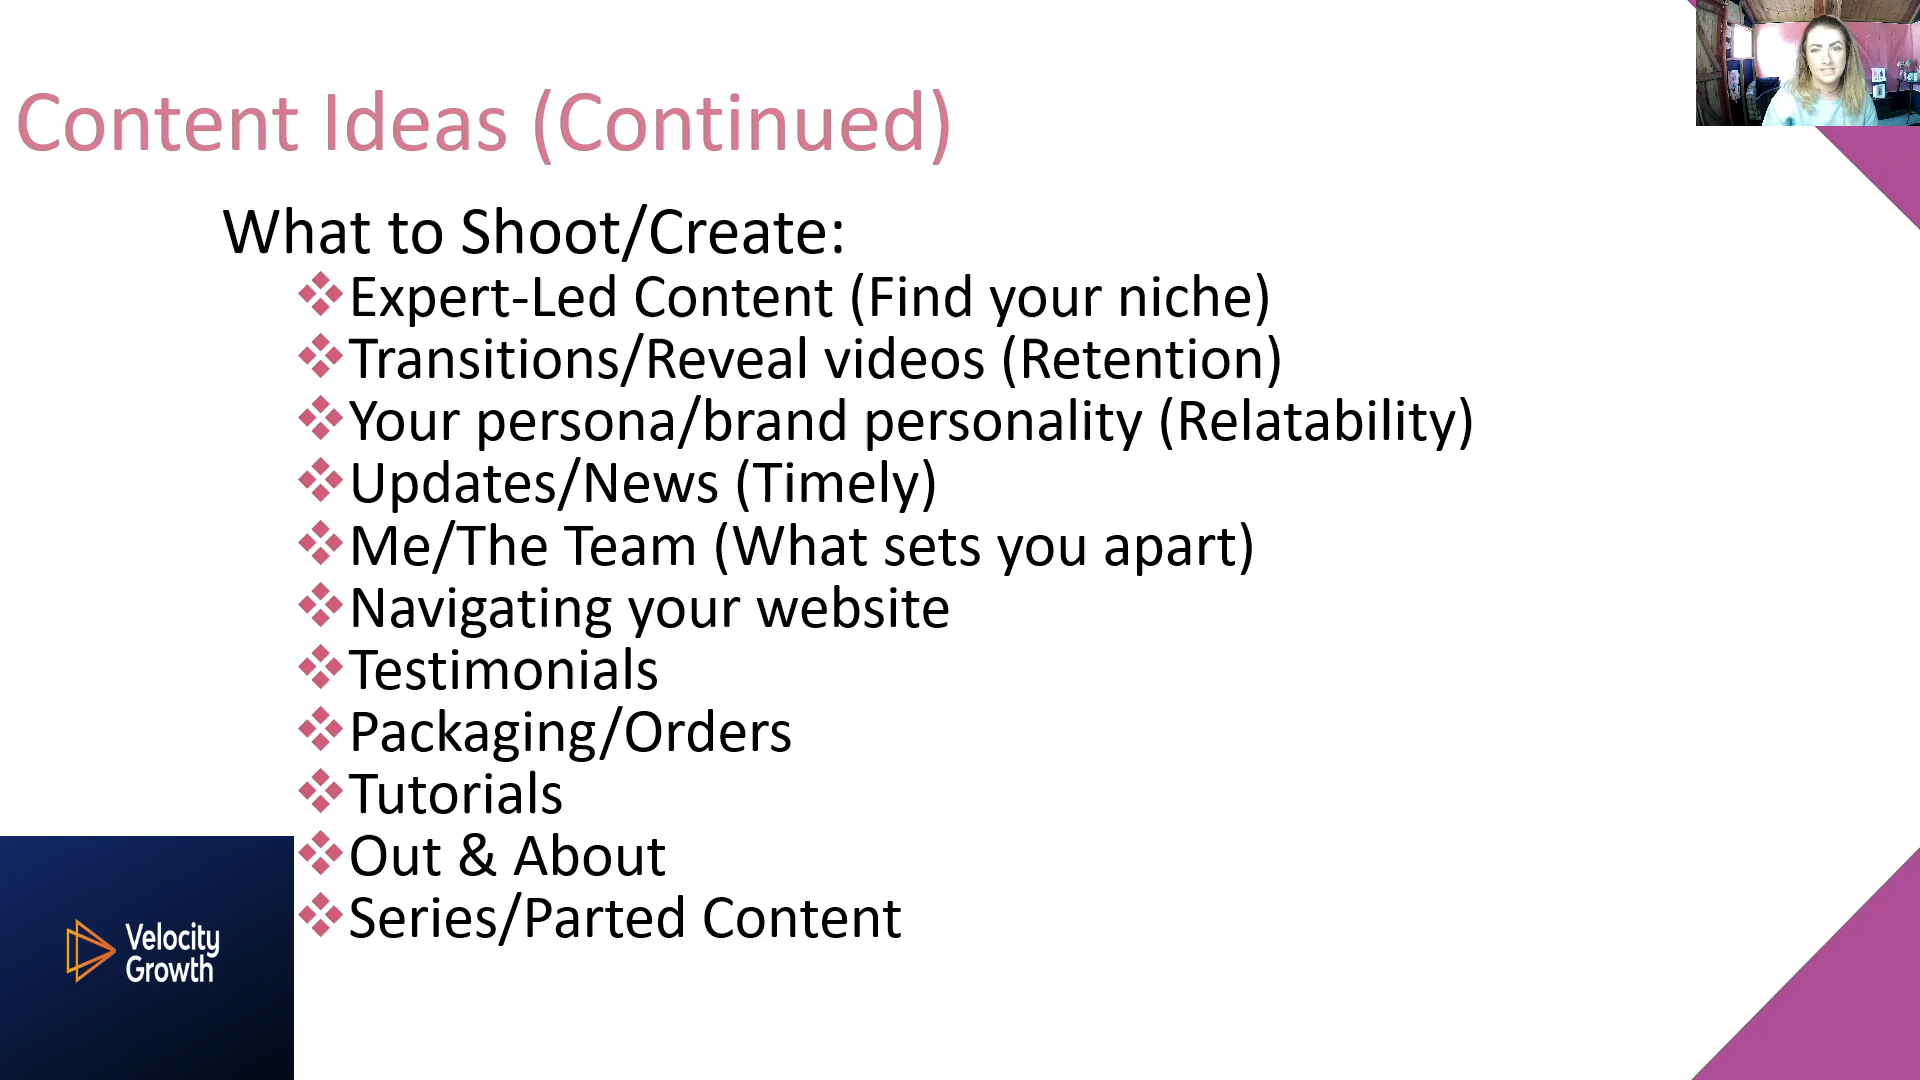 Content Ideas (Continued)
What to Shoot/Create:
Expert-Led Content (Find your niche)
Transitions/Reveal videos (Retention)
Your persona/brand personality (Relatability)
Updates/News (Timely)
Me/The Team (What sets you apart)
Navigating your website
Testimonials
Packaging/Orders
Tutorials
Out & About
Series/Parted Content
Velocity
Growth